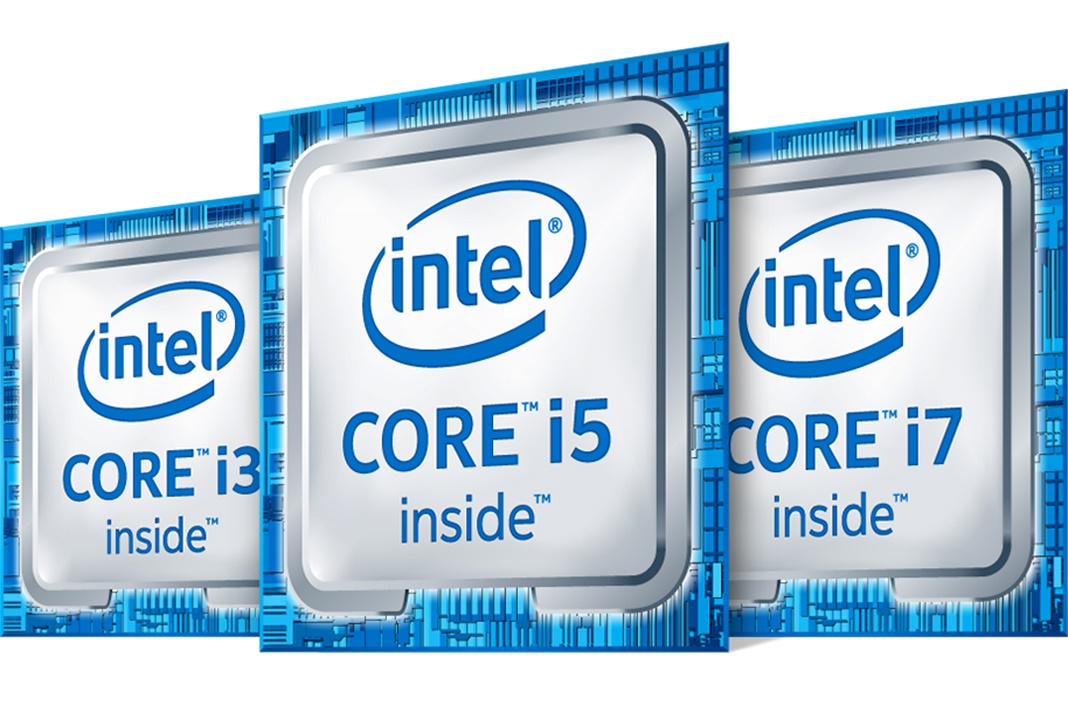 intel®
CORE™ i3
inside™
intel®
CORE™ i5
inside™
intel®
CORE™ i7
inside™